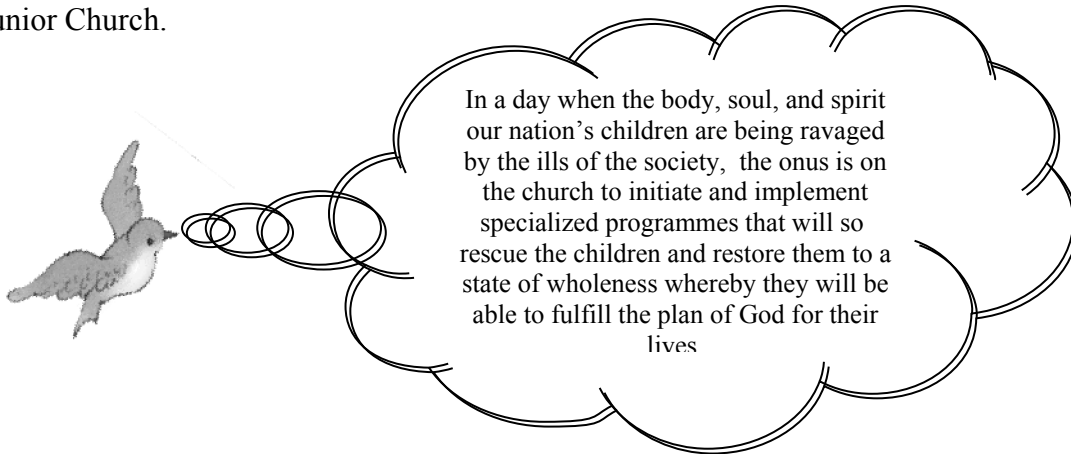 unior Church.
In a day when the body, soul, and spirit
our nation’s children are being ravaged
by the ills of the society,  the onus is on
the church to initiate and implement
specialized programmes that will so
rescue the children and restore them to a
state of wholeness whereby they will be
able to fulfill the plan of God for their
lives